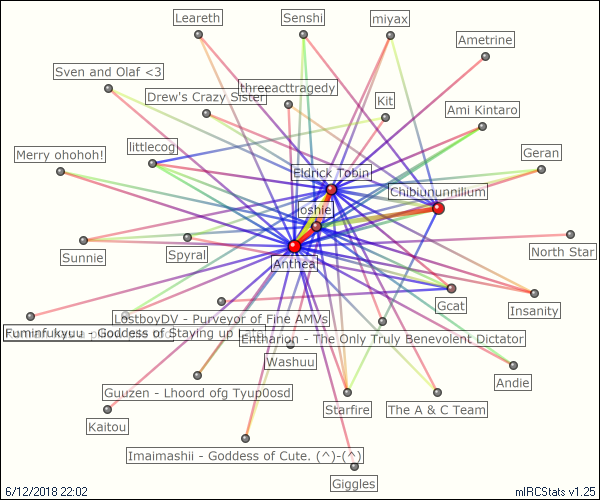 Leareth
Senshi
miyax
Ametrine
Sven and Olaf <3
threeacttragedy
Drew's Crazy Sister
Kit
Ami Kintaro
littlecog
Merry ohohoh!
Geran
Eldrick Tobin
Chibiununnilium
oshie
Sunnie
Spyral
Anthea
North Star
Gcat
Insanity
LostboyDV - Purveyor of Fine AMVs
Fuminfukyuu - Goddess of Staying up
Entharion - The Only Truly Benevolent Dictator
Washuu
Andie
Guuzen - Lhoord ofg Tyup0osd
Starfire
The A & C Team
Kaitou
Imaimashii - Goddess of Cute. (^)-(^)
Giggles
6/12/2018 22:02
mIRCStats v1.25